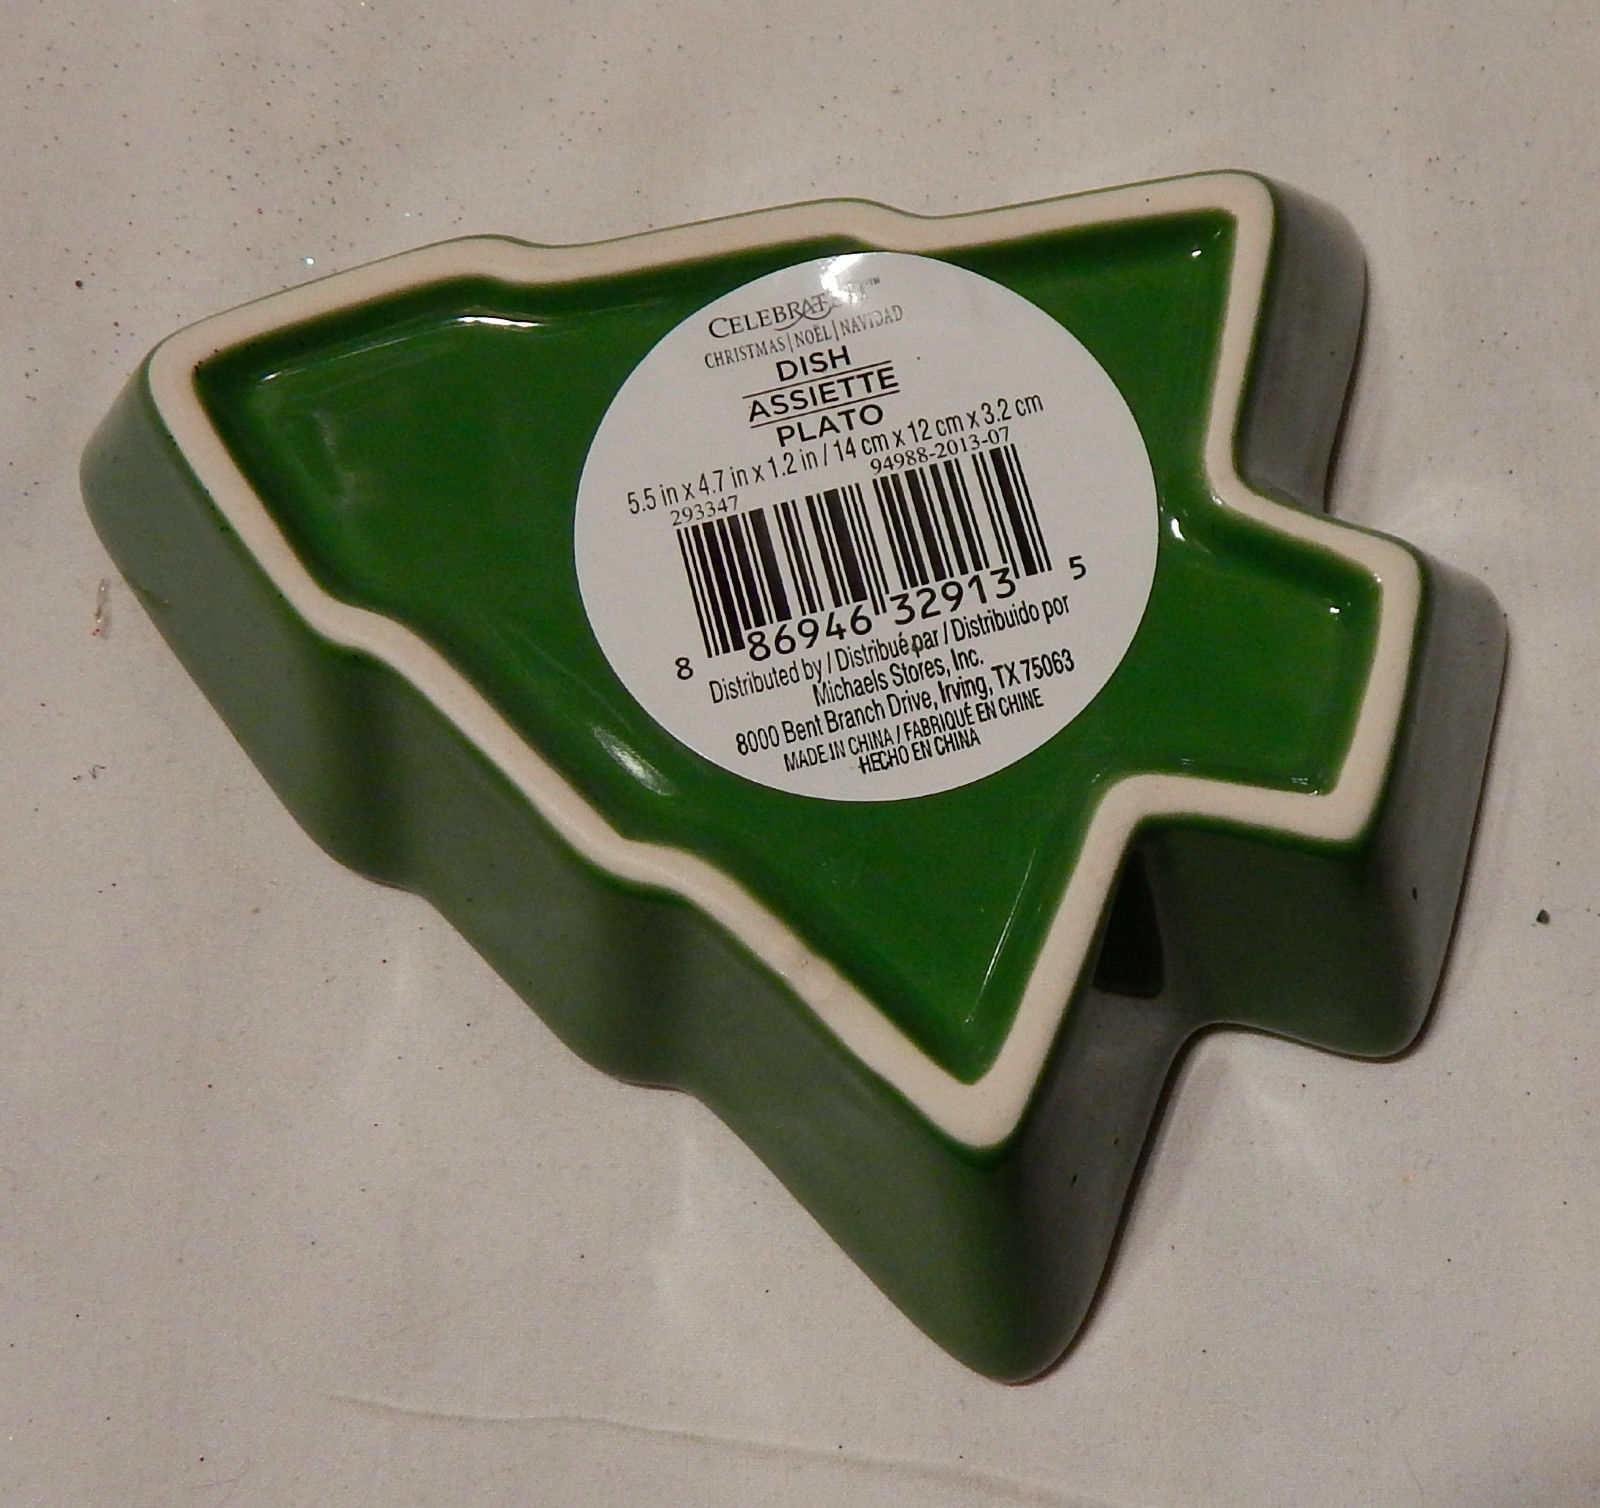 CELEBRATE
CHRISTMAS|NOËL|NAVIDAD
DISH
ASSIETTE
PLATO
5.5 in x 4.7 in x 1.2 in / 14 cm x 12 cm x 3.2 cm
293347 94988-2013-07
8 86946 32913 5
Distributed by / Distribué par / Distribuido por
Michaels Stores, Inc.
8000 Bent Branch Drive, Irving, TX 75063
MADE IN CHINA / FABRIQUÉ EN CHINE
HECHO EN CHINA